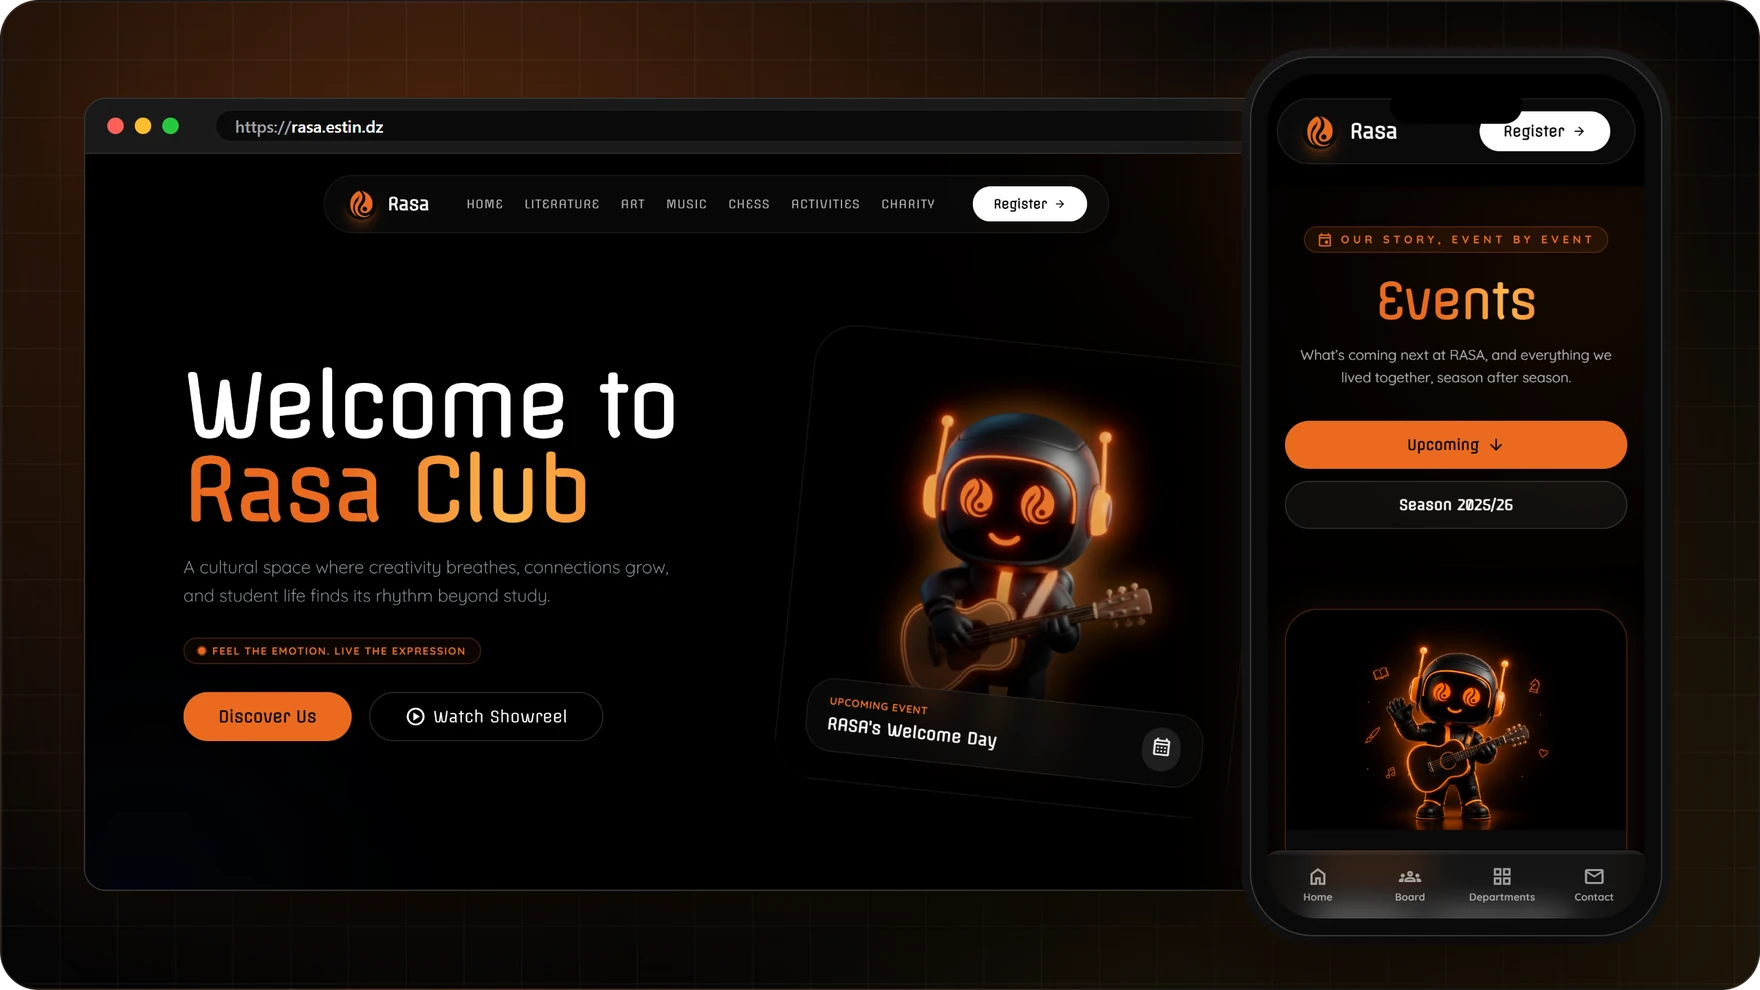 https://rasa.estin.dz
Rasa
HOME LITERATURE ART MUSIC CHESS ACTIVITIES CHARITY
Register →
Welcome to
Rasa Club
A cultural space where creativity breathes, connections grow,
and student life finds its rhythm beyond study.
FEEL THE EMOTION. LIVE THE EXPRESSION
Discover Us
Watch Showreel
UPCOMING EVENT
RASA's Welcome Day
Rasa
Register →
OUR STORY, EVENT BY EVENT
Events
What's coming next at RASA, and everything we
lived together, season after season.
Upcoming ↓
Season 2025/26
Home Board Departments Contact